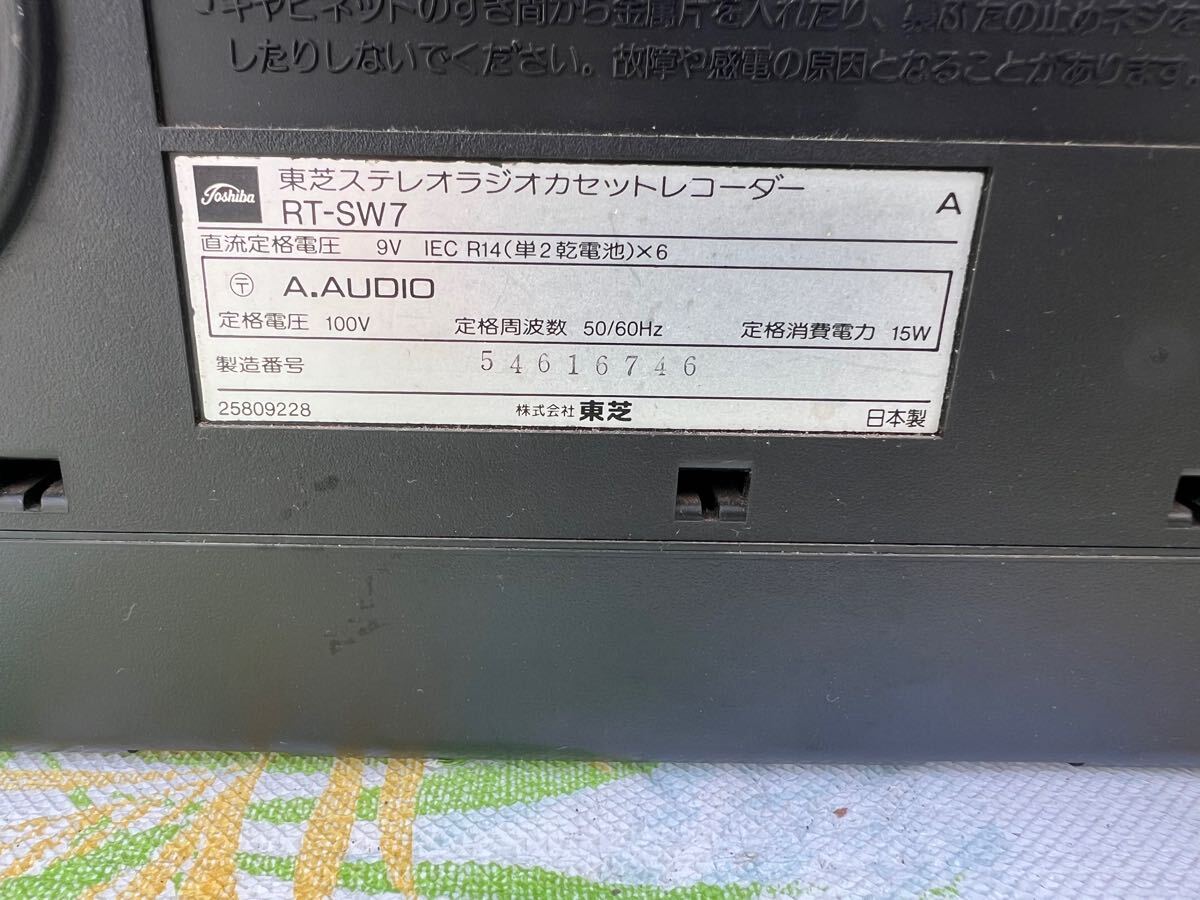 キャビネットのすき間から金属片を入れたり、裏ぶたの止めネジを
したりしないでください。故障や感電の原因となることがあります。
Toshiba 東芝ステレオラジオカセットレコーダー
RT-SW7 A
直流定格電圧 9V IEC R14(単2乾電池)×6
〒 A.AUDIO
定格電圧 100V 定格周波数 50/60Hz 定格消費電力 15W
製造番号 54616746
25809228 株式会社 東芝 日本製